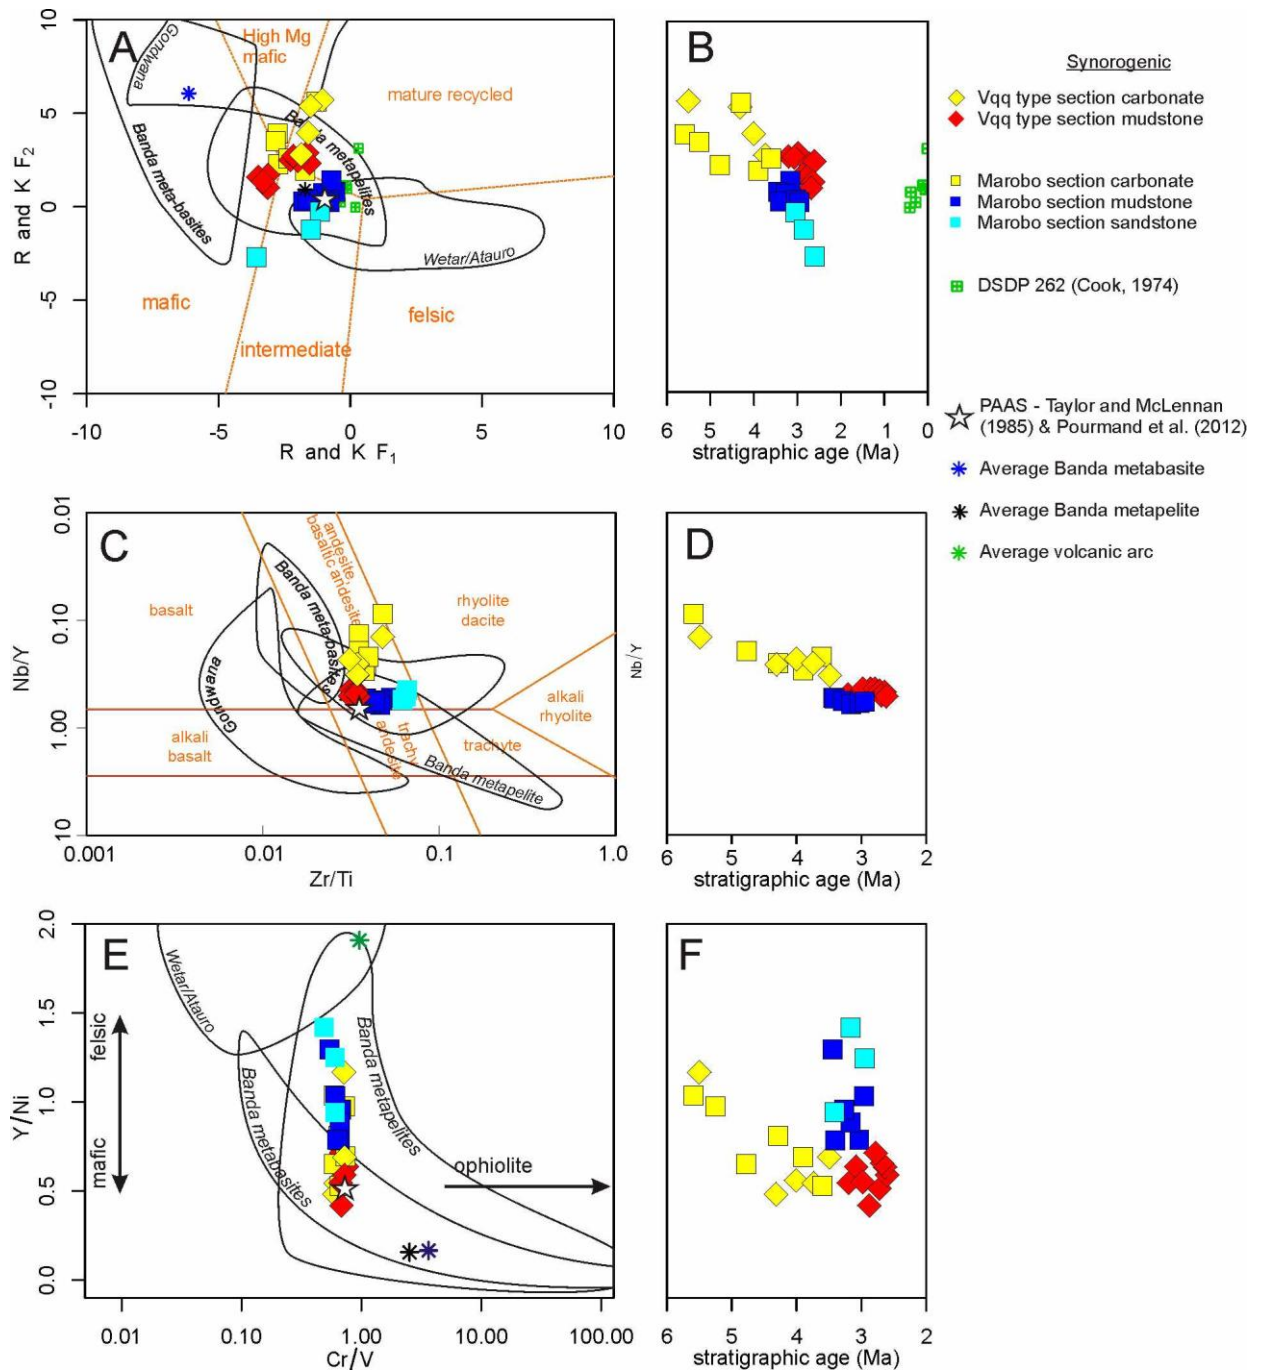 A
10
5
0
-5
-10
R and K F2
-10
-5
0
5
10
R and K F1
Gondwana
High Mg
mafic
mature recycled
Banda metapelites
Banda meta-basites
Wetar/Atauro
mafic
felsic
intermediate
B
6
5
4
3
2
1
0
stratigraphic age (Ma)
Synorogenic
Vqq type section carbonate
Vqq type section mudstone
Marobo section carbonate
Marobo section mudstone
Marobo section sandstone
DSDP 262 (Cook, 1974)
PAAS - Taylor and McLennan
(1985) & Pourmand et al. (2012)
Average Banda metabasite
Average Banda metapelite
Average volcanic arc
C
0.01
0.10
1.00
10
Nb/Y
0.001
0.01
0.1
1.0
Zr/Ti
basalt
andesite,
basaltic andesite
Banda meta-basites
rhyolite
dacite
Gondwana
alkali
rhyolite
alkali
basalt
trachy
andesite
trachyte
Banda metapelite
D
Nb/Y
6
5
4
3
2
stratigraphic age (Ma)
E
2.0
1.5
1.0
0.5
0.0
Y/Ni
felsic
mafic
Wetar/Atauro
Banda metapelites
Banda metabasites
ophiolite
0.01
0.10
1.00
10.00
100.00
Cr/V
F
6
5
4
3
2
stratigraphic age (Ma)